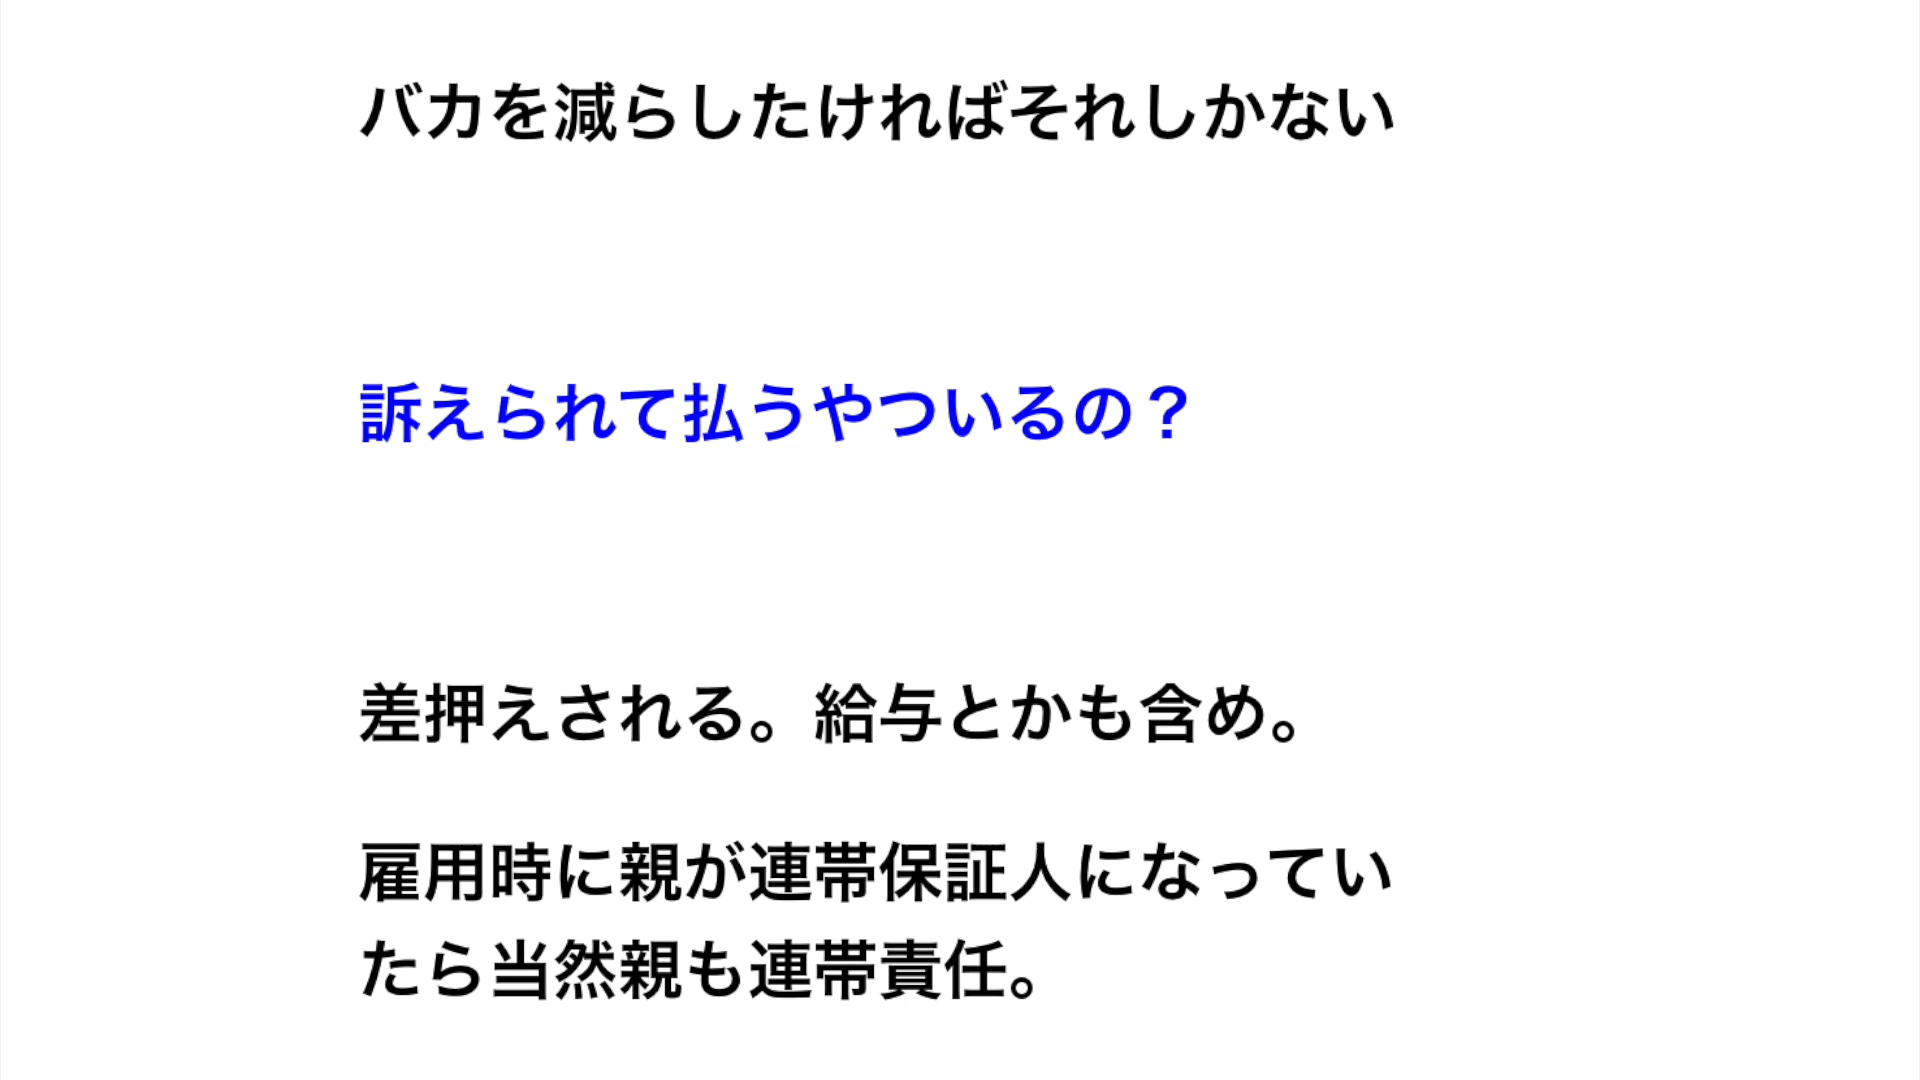 バカを減らしたければそれしかない
訴えられて払うやついるの？
差押えされる。給与とかも含め。
雇用時に親が連帯保証人になってい
たら当然親も連帯責任。